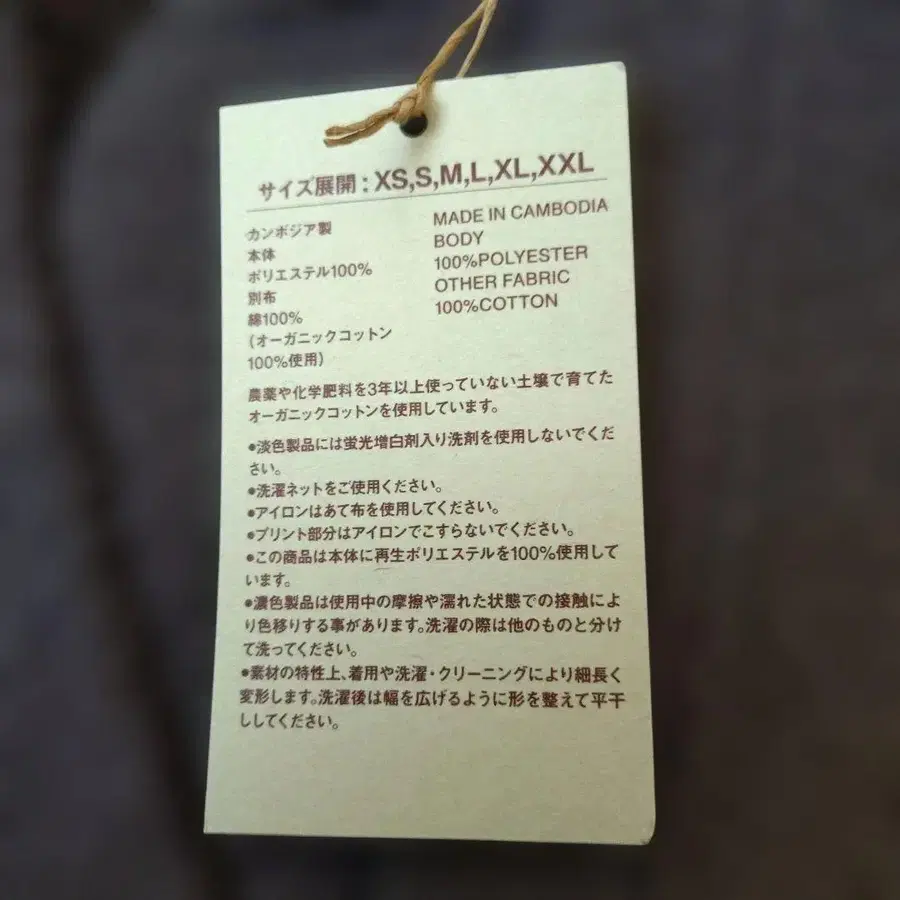 サイズ展開：XS,S,M,L,XL,XXL
カンボジア製
本体
ポリエステル100%
別布
綿100%
(オーガニックコットン
100%使用)
MADE IN CAMBODIA
BODY
100%POLYESTER
OTHER FABRIC
100%COTTON
農薬や化学肥料を3年以上使っていない土壌で育てた
オーガニックコットンを使用しています。
●淡色製品には蛍光増白剤入り洗剤を使用しないでくだ
さい。
●洗濯ネットをご使用ください。
●アイロンはあて布を使用してください。
●プリント部分はアイロンでこすらないでください。
●この商品は本体に再生ポリエステルを100%使用して
います。
●濃色製品は使用中の摩擦や濡れた状態での接触によ
り色移りする事があります。洗濯の際は他のものと分け
て洗ってください。
●素材の特性上、着用や洗濯・クリーニングにより細長く
変形します。洗濯後は幅を広げるように形を整えて平干
ししてください。